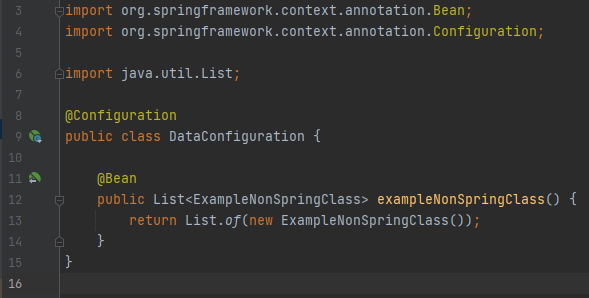 3 import org.springframework.context.annotation.Bean;
4 import org.springframework.context.annotation.Configuration;
5
6 import java.util.List;
7
8 @Configuration
9 public class DataConfiguration {
10
11 @Bean
12 public List<ExampleNonSpringClass> exampleNonSpringClass() {
13 return List.of(new ExampleNonSpringClass());
14 }
15 }
16